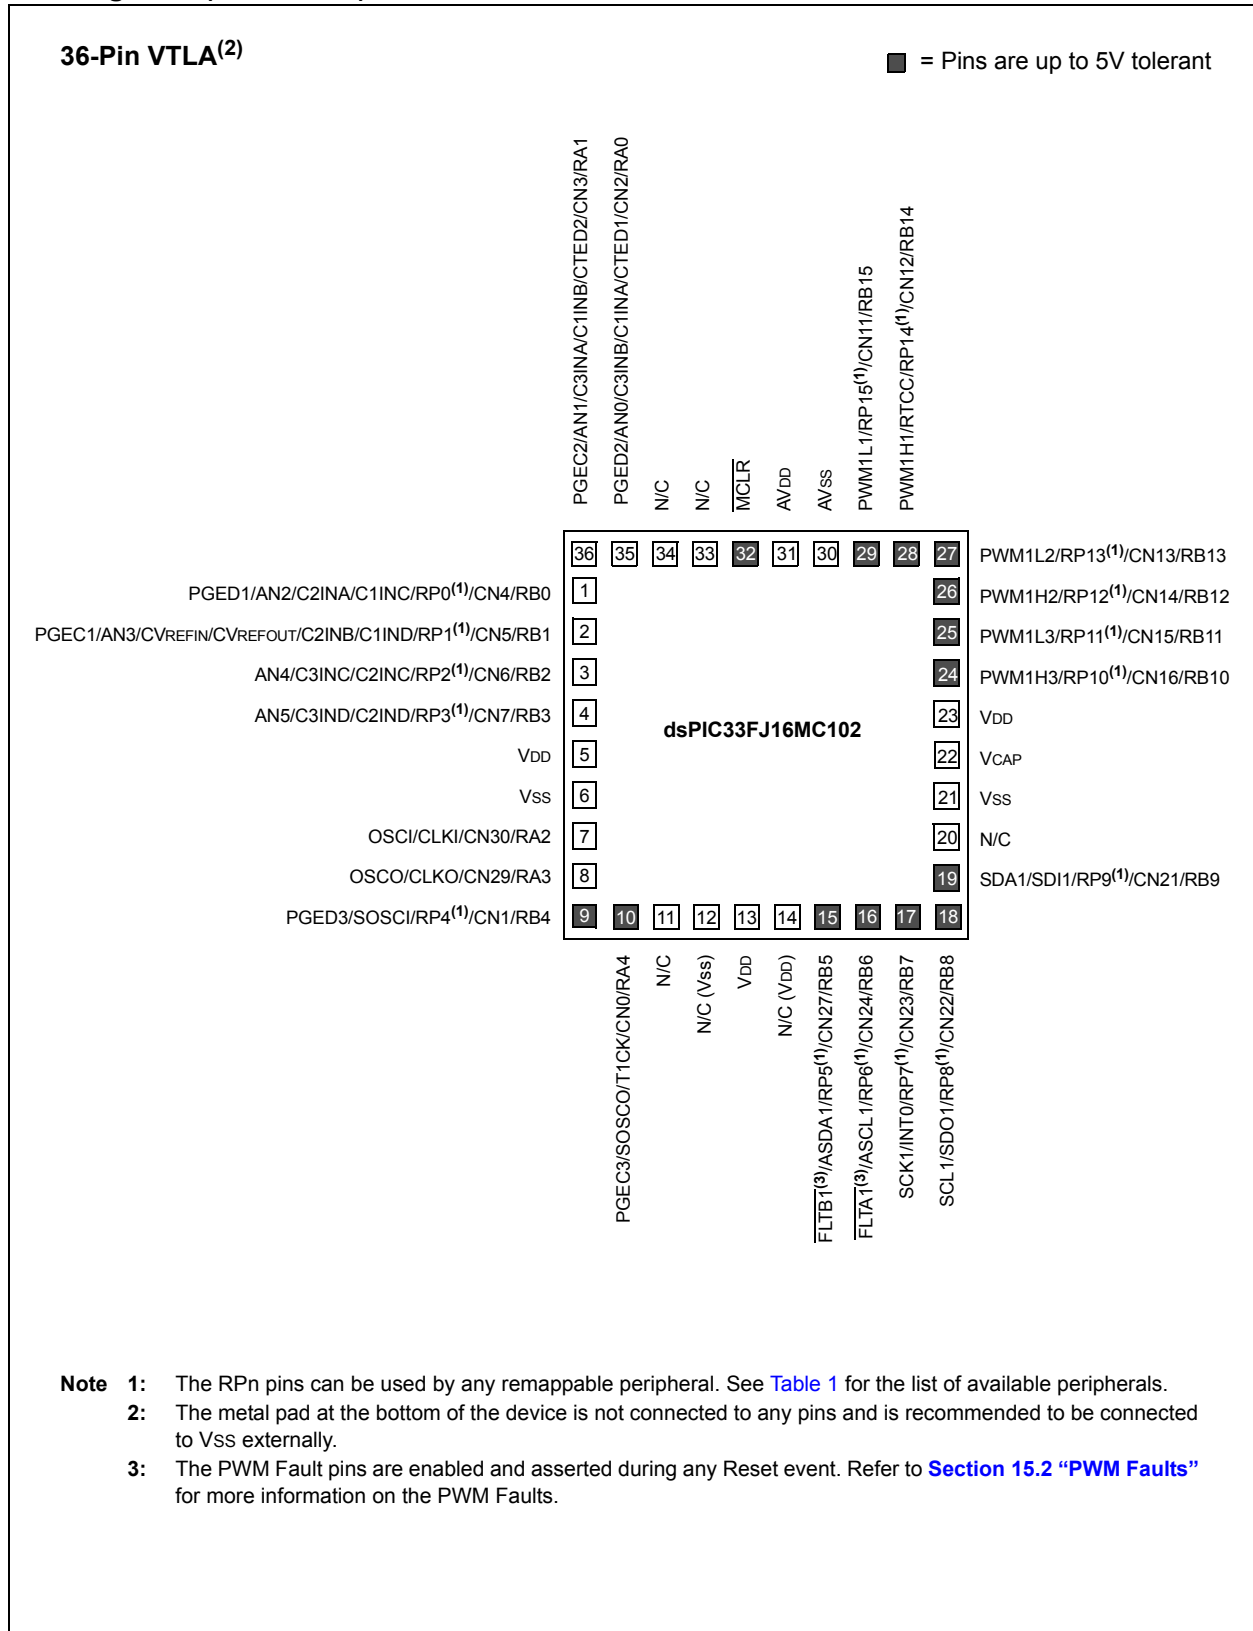 36-Pin VTLA(2)
= Pins are up to 5V tolerant
PGEC2/AN1/C3INA/C1INB/CTED2/CN3/RA1
PGED2/AN0/C3INB/C1INA/CTED1/CN2/RA0
N/C
N/C
MCLR
AVDD
AVSS
PWM1L1/RP15(1)/CN11/RB15
PWM1H1/RTCC/RP14(1)/CN12/RB14
36 35 34 33 32 31 30 29 28 27 PWM1L2/RP13(1)/CN13/RB13
PGED1/AN2/C2INA/C1INC/RP0(1)/CN4/RB0 1 26 PWM1H2/RP12(1)/CN14/RB12
PGEC1/AN3/CVREFIN/CVREFOUT/C2INB/C1IND/RP1(1)/CN5/RB1 2 25 PWM1L3/RP11(1)/CN15/RB11
AN4/C3INC/C2INC/RP2(1)/CN6/RB2 3 24 PWM1H3/RP10(1)/CN16/RB10
AN5/C3IND/C2IND/RP3(1)/CN7/RB3 4 23 VDD
dsPIC33FJ16MC102
VDD 5 22 VCAP
VSS 6 21 VSS
OSCI/CLKI/CN30/RA2 7 20 N/C
OSCO/CLKO/CN29/RA3 8 19 SDA1/SDI1/RP9(1)/CN21/RB9
PGED3/SOSCI/RP4(1)/CN1/RB4 9 10 11 12 13 14 15 16 17 18
PGEC3/SOSCO/T1CK/CN0/RA4
N/C
N/C (Vss)
VDD
N/C (VDD)
FLTB1(3)/ASDA1/RP5(1)/CN27/RB5
FLTA1(3)/ASCL1/RP6(1)/CN24/RB6
SCK1/INT0/RP7(1)/CN23/RB7
SCL1/SDO1/RP8(1)/CN22/RB8
Note 1: The RPn pins can be used by any remappable peripheral. See Table 1 for the list of available peripherals.
2: The metal pad at the bottom of the device is not connected to any pins and is recommended to be connected
to VSS externally.
3: The PWM Fault pins are enabled and asserted during any Reset event. Refer to Section 15.2 “PWM Faults”
for more information on the PWM Faults.